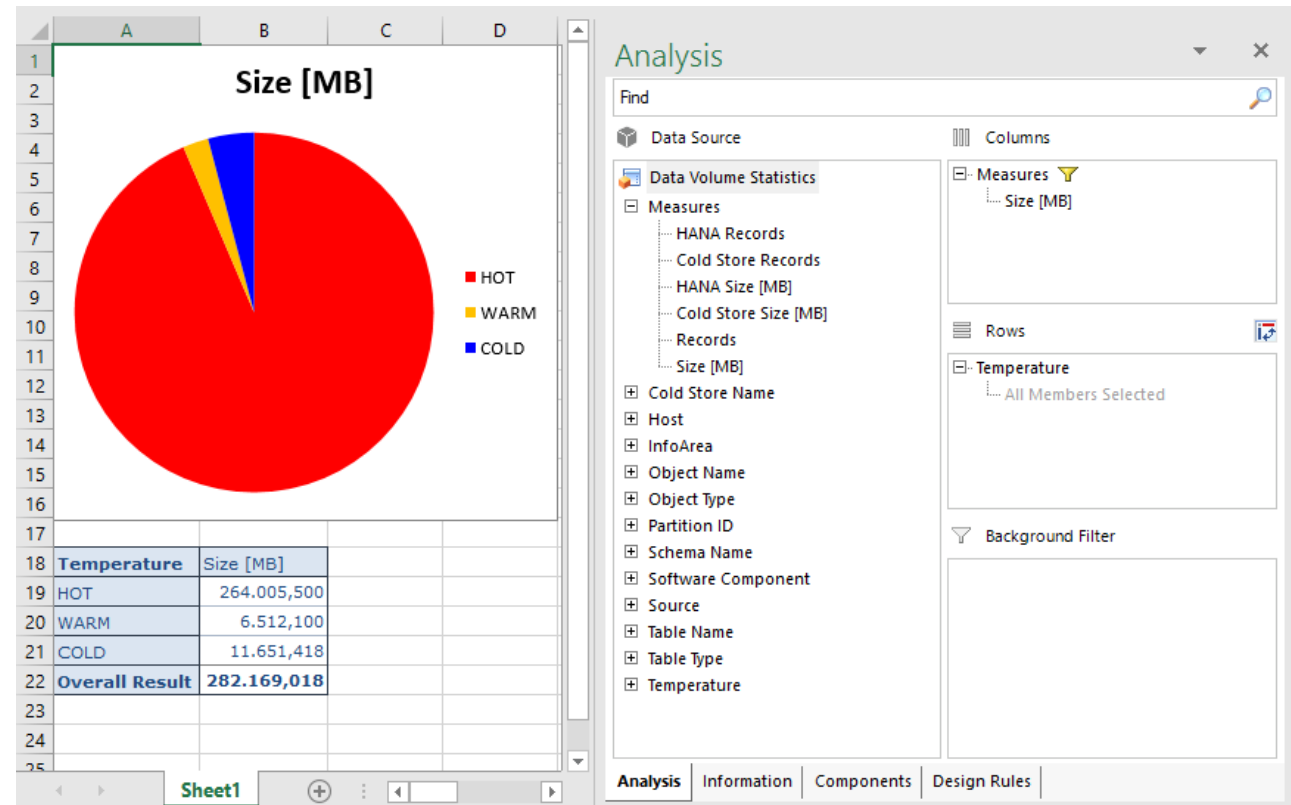 A B C D
1
Size [MB]
2
3
4
5
6
7
8
HOT
9
WARM
10
11
COLD
12
13
14
15
16
17
18 Temperature Size [MB]
19 HOT 264.005,500
20 WARM 6.512,100
21 COLD 11.651,418
22 Overall Result 282.169,018
23
24
25
Sheet1
Analysis
Find
Data Source
Data Volume Statistics
Measures
HANA Records
Cold Store Records
HANA Size [MB]
Cold Store Size [MB]
Records
Size [MB]
Cold Store Name
Host
InfoArea
Object Name
Object Type
Partition ID
Schema Name
Software Component
Source
Table Name
Table Type
Temperature
Columns
Measures
Size [MB]
Rows
Temperature
All Members Selected
Background Filter
Analysis Information Components Design Rules